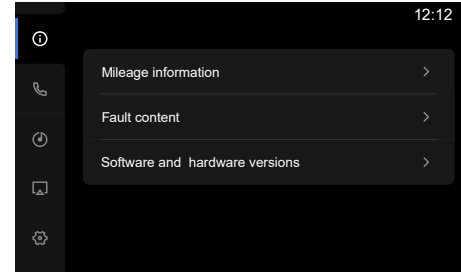 12:12
Mileage information
Fault content
Software and hardware versions